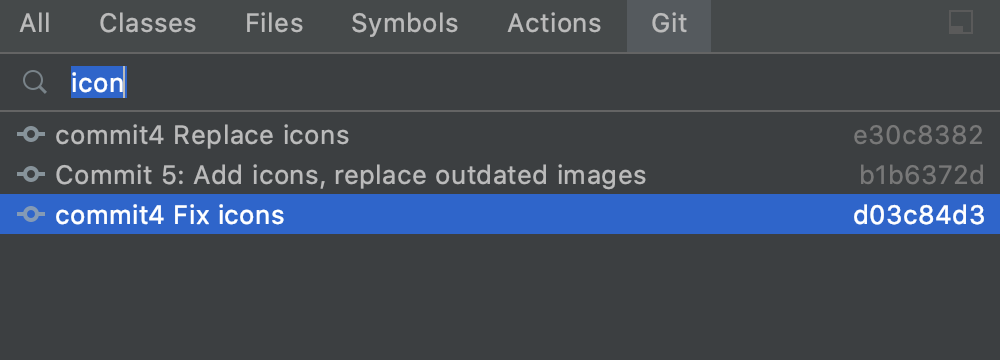 All Classes Files Symbols Actions Git
icon
commit4 Replace icons e30c8382
Commit 5: Add icons, replace outdated images b1b6372d
commit4 Fix icons d03c84d3